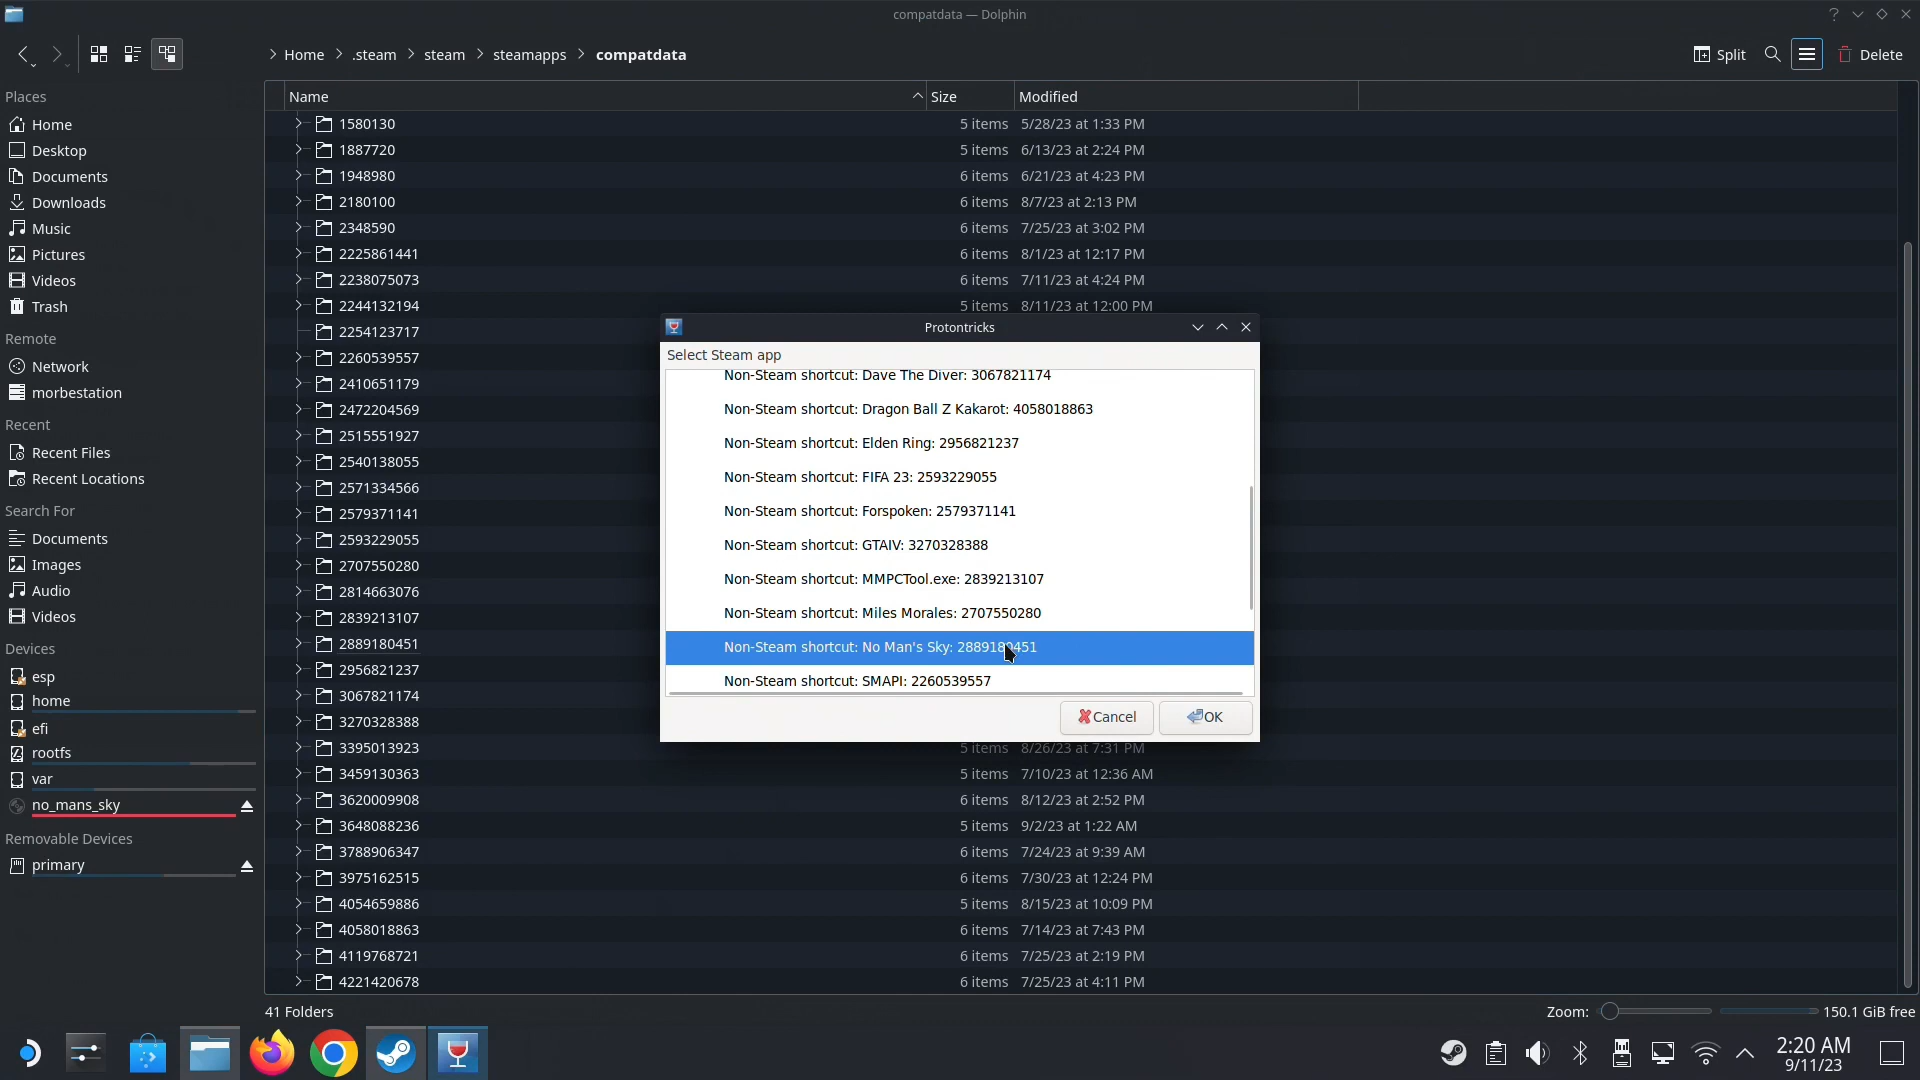 compatdata — Dolphin
?
Home
.steam
steam
steamapps
compatdata
Split
Delete
Places
Home
Desktop
Documents
Downloads
Music
Pictures
Videos
Trash
Remote
Network
morbestation
Recent
Recent Files
Recent Locations
Search For
Documents
Images
Audio
Videos
Devices
esp
home
efi
rootfs
var
no_mans_sky
Removable Devices
primary
Name Size Modified
1580130 5 items 5/28/23 at 1:33 PM
1887720 5 items 6/13/23 at 2:24 PM
1948980 6 items 6/21/23 at 4:23 PM
2180100 6 items 8/7/23 at 2:13 PM
2348590 6 items 7/25/23 at 3:02 PM
2225861441 6 items 8/1/23 at 12:17 PM
2238075073 6 items 7/11/23 at 4:24 PM
2244132194 5 items 8/11/23 at 12:00 PM
2254123717
2260539557
2410651179
2472204569
2515551927
2540138055
2571334566
2579371141
2593229055
2707550280
2814663076
2839213107
2889180451
2956821237
3067821174
3270328388
3395013923 5 items 8/26/23 at 7:31 PM
3459130363 5 items 7/10/23 at 12:36 AM
3620009908 6 items 8/12/23 at 2:52 PM
3648088236 5 items 9/2/23 at 1:22 AM
3788906347 6 items 7/24/23 at 9:39 AM
3975162515 6 items 7/30/23 at 12:24 PM
4054659886 5 items 8/15/23 at 10:09 PM
4058018863 6 items 7/14/23 at 7:43 PM
4119768721 6 items 7/25/23 at 2:19 PM
4221420678 6 items 7/25/23 at 4:11 PM
Protontricks
Select Steam app
Non-Steam shortcut: Dave The Diver: 3067821174
Non-Steam shortcut: Dragon Ball Z Kakarot: 4058018863
Non-Steam shortcut: Elden Ring: 2956821237
Non-Steam shortcut: FIFA 23: 2593229055
Non-Steam shortcut: Forspoken: 2579371141
Non-Steam shortcut: GTAIV: 3270328388
Non-Steam shortcut: MMPCTool.exe: 2839213107
Non-Steam shortcut: Miles Morales: 2707550280
Non-Steam shortcut: No Man's Sky: 2889180451
Non-Steam shortcut: SMAPI: 2260539557
Cancel
OK
41 Folders
Zoom:
150.1 GiB free
2:20 AM
9/11/23